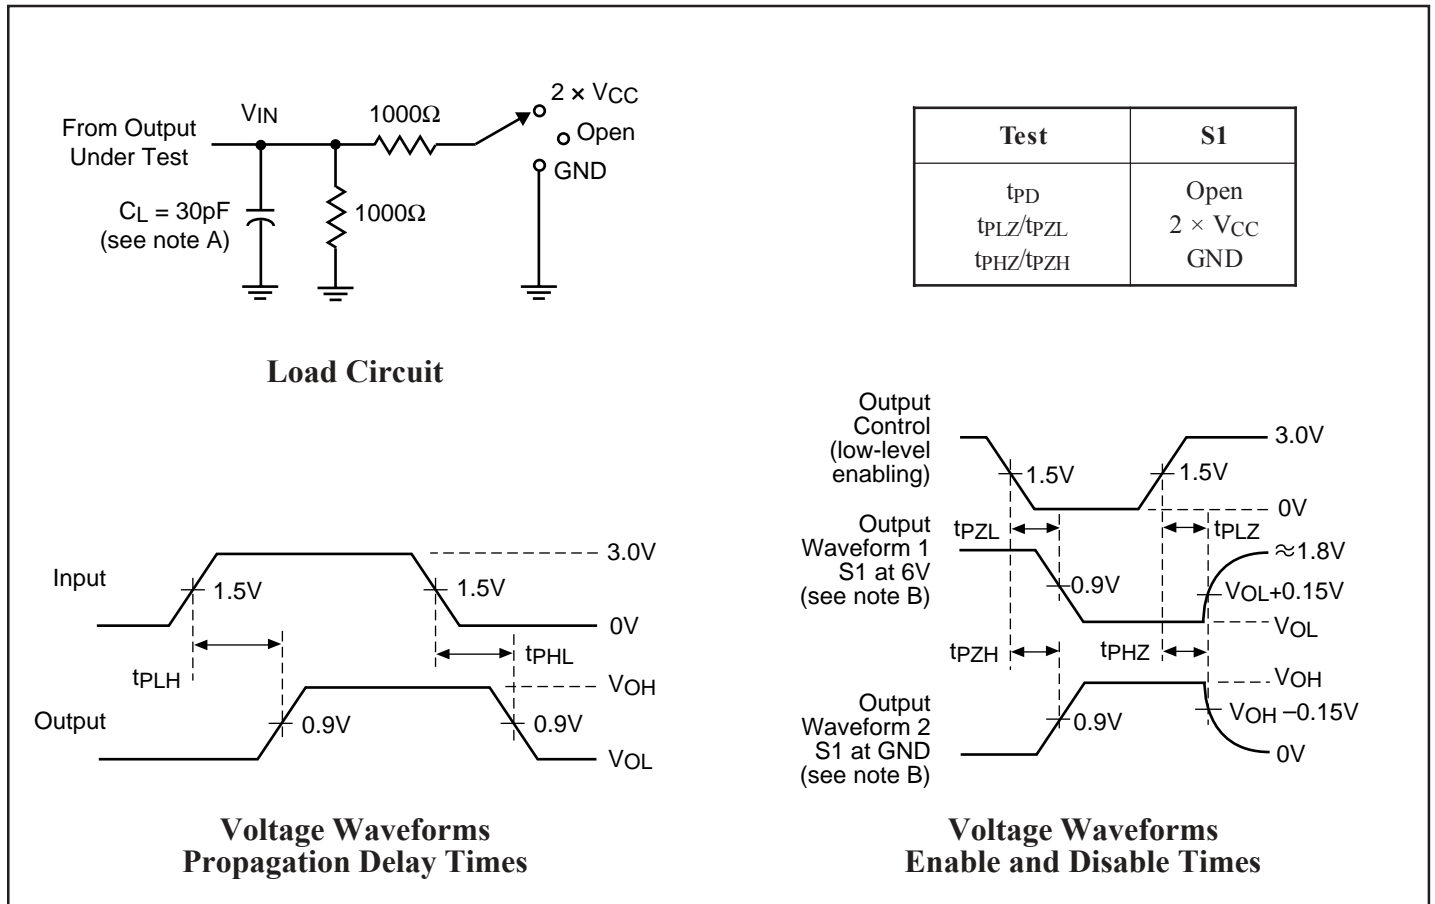 2 × VCC
VIN
1000Ω
From Output
Under Test
Open
GND
CL = 30pF
(see note A)
1000Ω
Load Circuit
Test S1
tPD Open
tPLZ/tPZL 2 × VCC
tPHZ/tPZH GND
Input
1.5V
1.5V
3.0V
0V
tPLH
tPHL
Output
0.9V
0.9V
VOH
VOL
Voltage Waveforms
Propagation Delay Times
Output
Control
(low-level
enabling)
1.5V
1.5V
3.0V
0V
tPZL
tPLZ
Output
Waveform 1
S1 at 6V
(see note B)
0.9V
≈1.8V
VOL+0.15V
VOL
tPZH
tPHZ
Output
Waveform 2
S1 at GND
(see note B)
0.9V
VOH
VOH –0.15V
0V
Voltage Waveforms
Enable and Disable Times